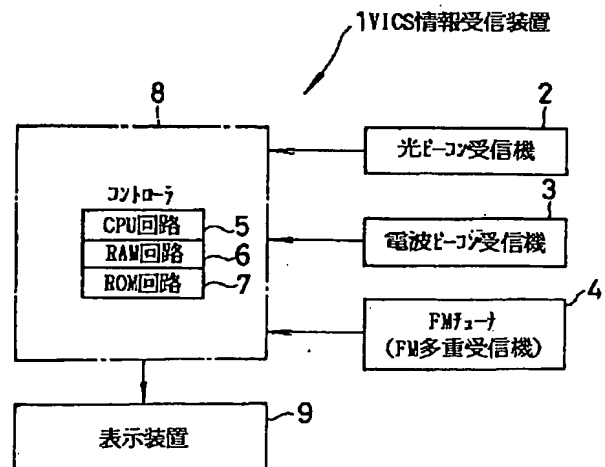 1VICS情報受信装置
8
2
光ビーコン受信機
コントローラ
CPU回路
5
RAM回路
6
ROM回路
7
3
電波ビーコン受信機
4
FMチューナ
(FM多重受信機)
9
表示装置